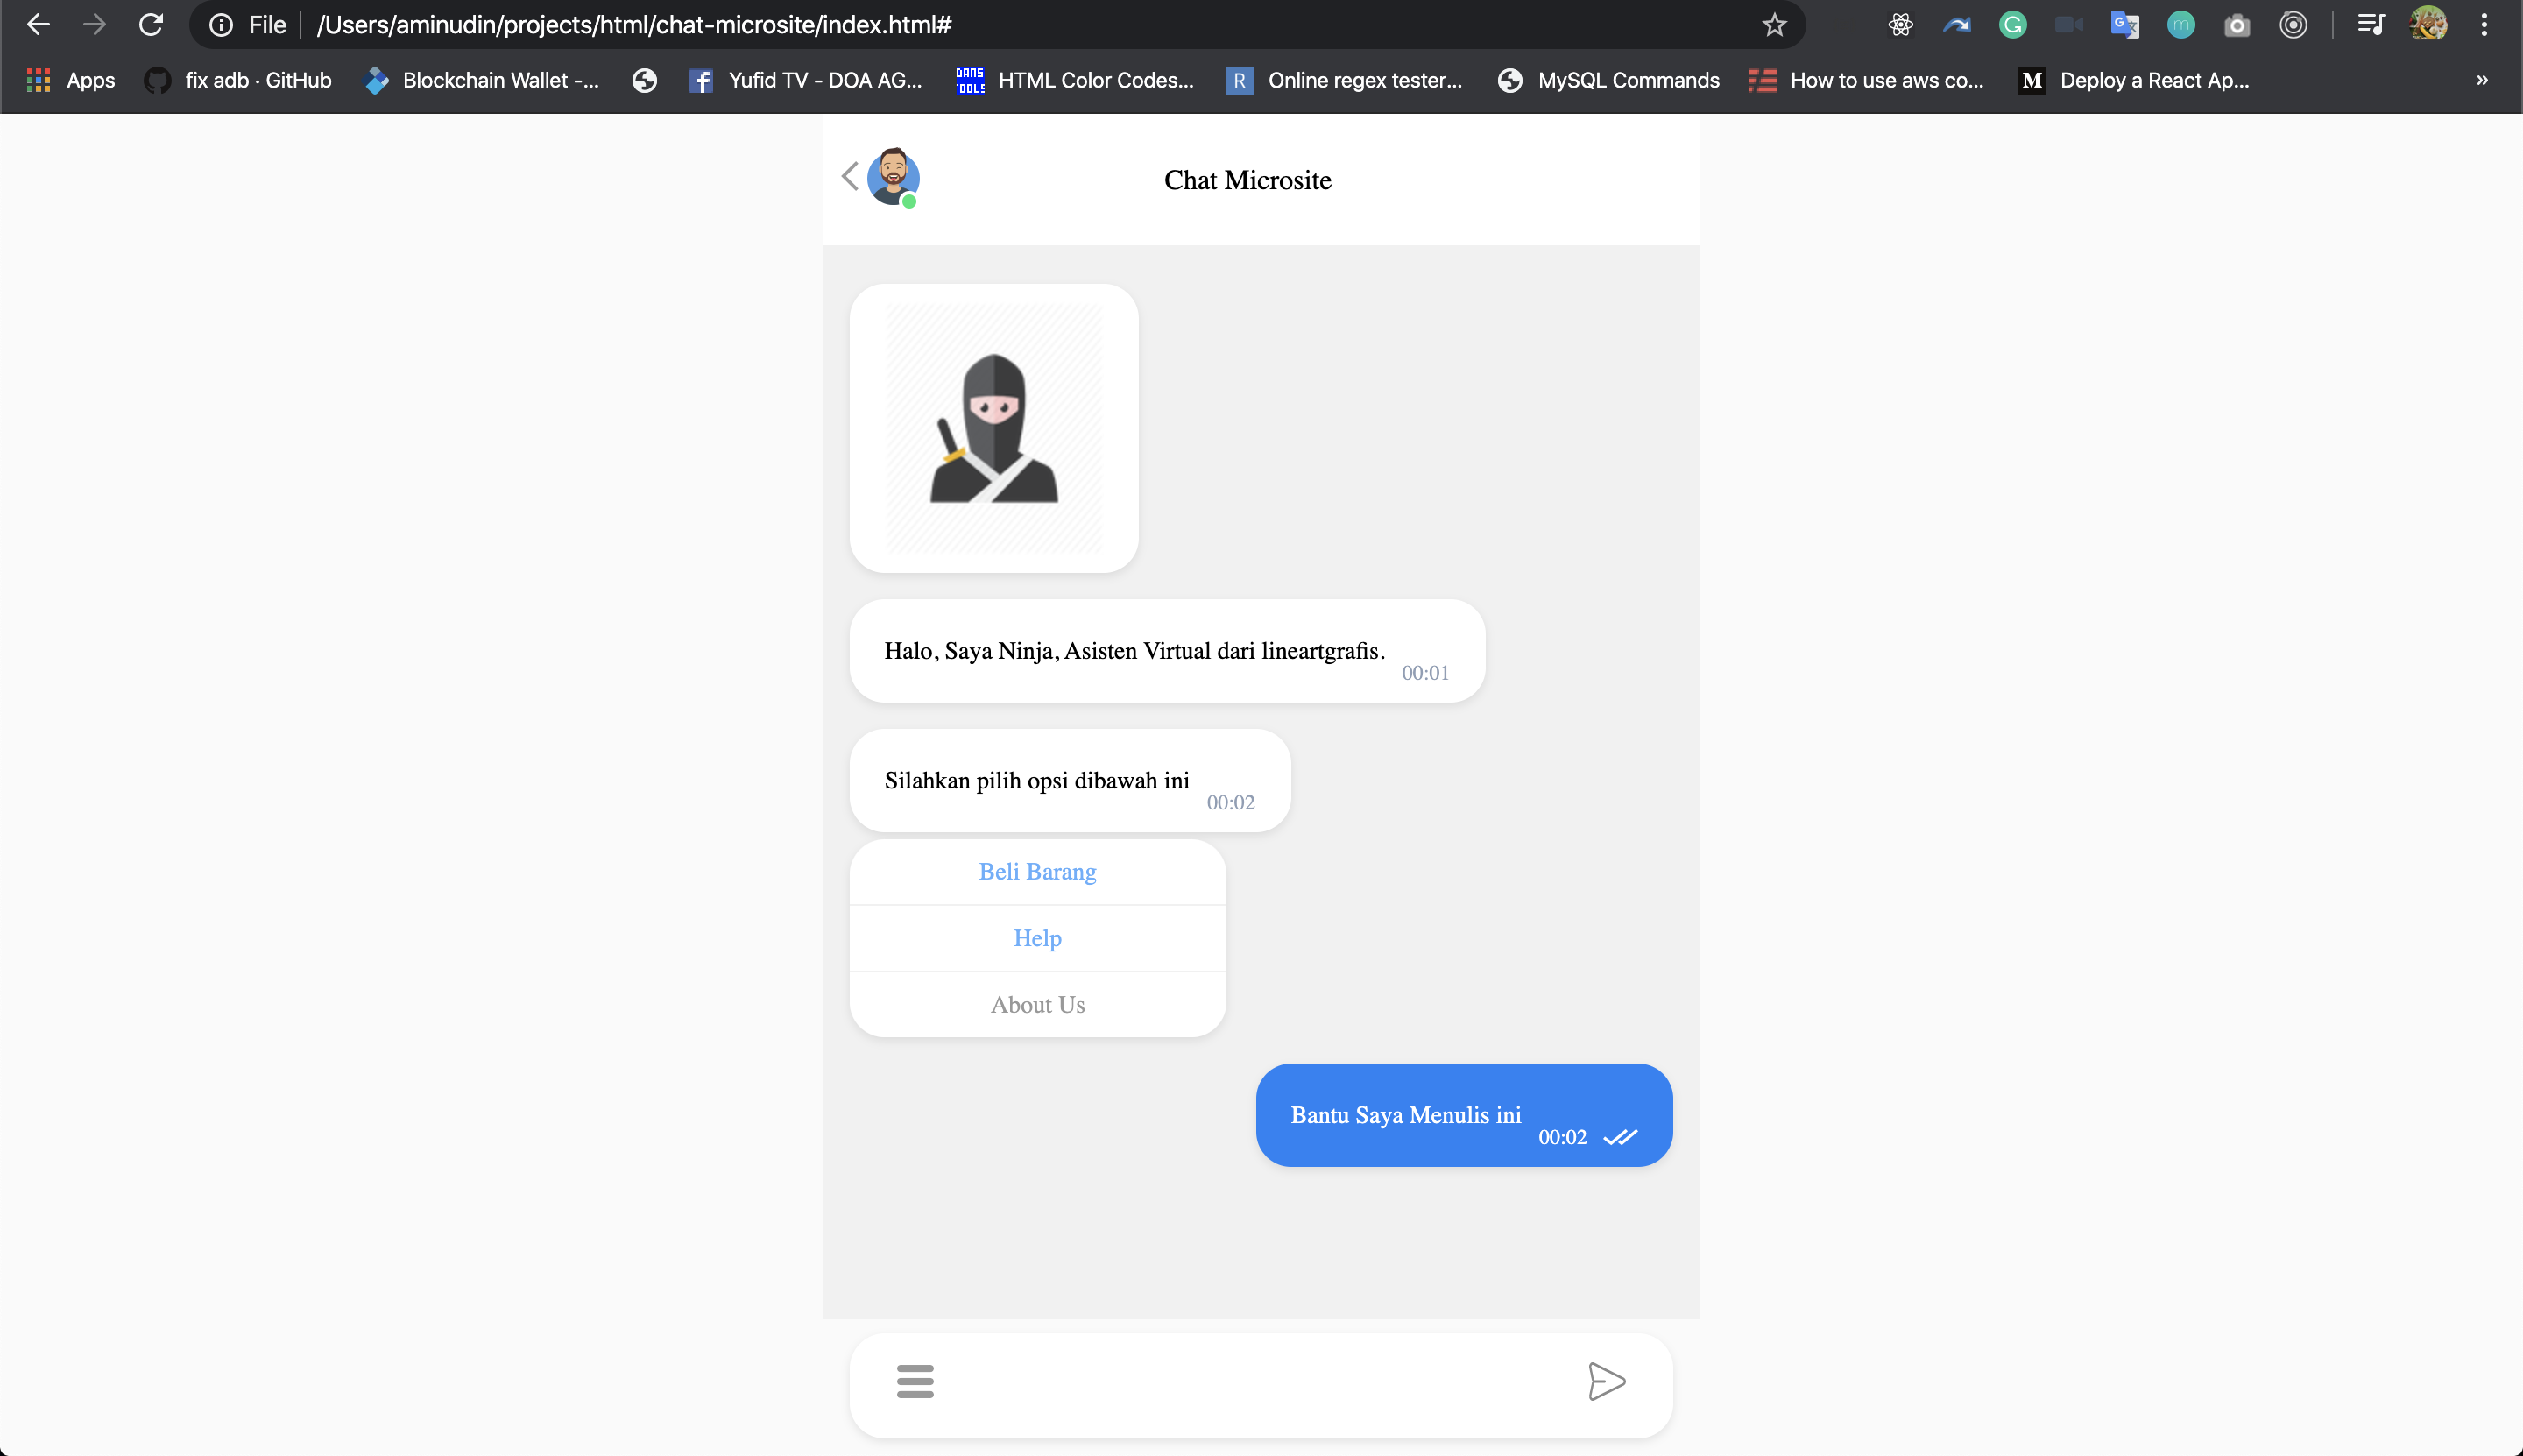 File /Users/aminudin/projects/html/chat-microsite/index.html#
Apps fix adb · GitHub Blockchain Wallet -... Yufid TV - DOA AG... DANS TOOLS HTML Color Codes... R Online regex tester... MySQL Commands How to use aws co... M Deploy a React Ap... »
Chat Microsite
Halo, Saya Ninja, Asisten Virtual dari lineartgrafis.
00:01
Silahkan pilih opsi dibawah ini
00:02
Beli Barang
Help
About Us
Bantu Saya Menulis ini
00:02